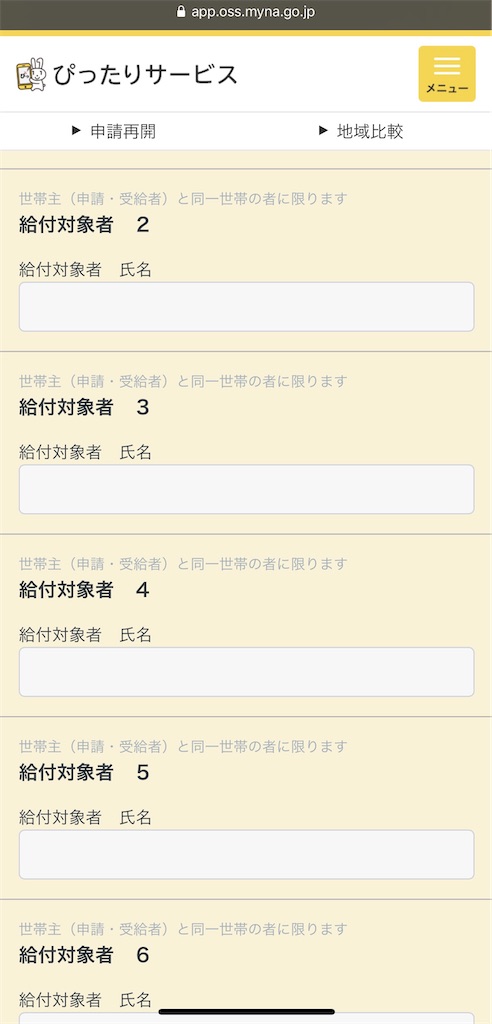 app.oss.myna.go.jp
ぴったりサービス
メニュー
▶ 申請再開
▶ 地域比較
世帯主（申請・受給者）と同一世帯の者に限ります
給付対象者　2
給付対象者　氏名
世帯主（申請・受給者）と同一世帯の者に限ります
給付対象者　3
給付対象者　氏名
世帯主（申請・受給者）と同一世帯の者に限ります
給付対象者　4
給付対象者　氏名
世帯主（申請・受給者）と同一世帯の者に限ります
給付対象者　5
給付対象者　氏名
世帯主（申請・受給者）と同一世帯の者に限ります
給付対象者　6
給付対象者　氏名